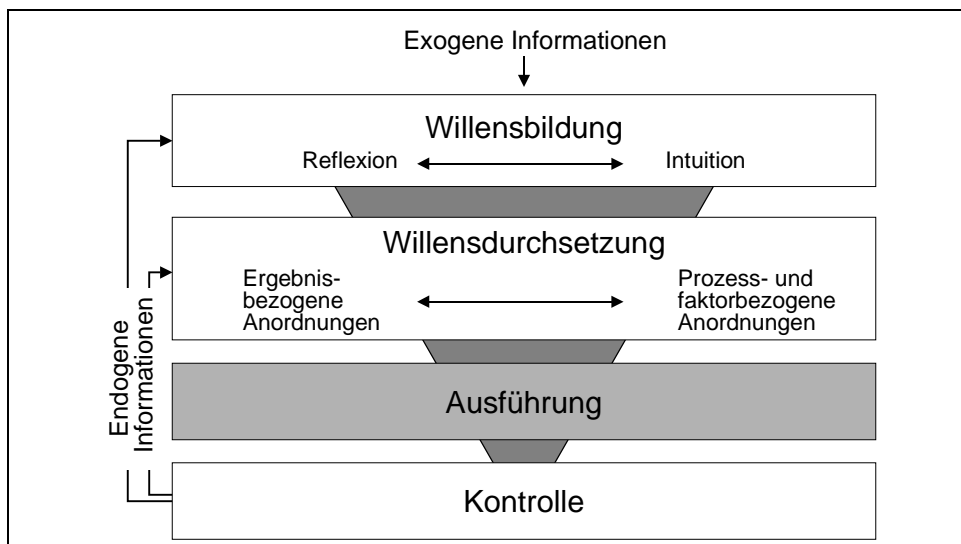 Exogene Informationen
Willensbildung
Reflexion
Intuition
Willensdurchsetzung
Ergebnis-
bezogene
Anordnungen
Prozess- und
faktorbezogene
Anordnungen
Endogene
Informationen
Ausführung
Kontrolle